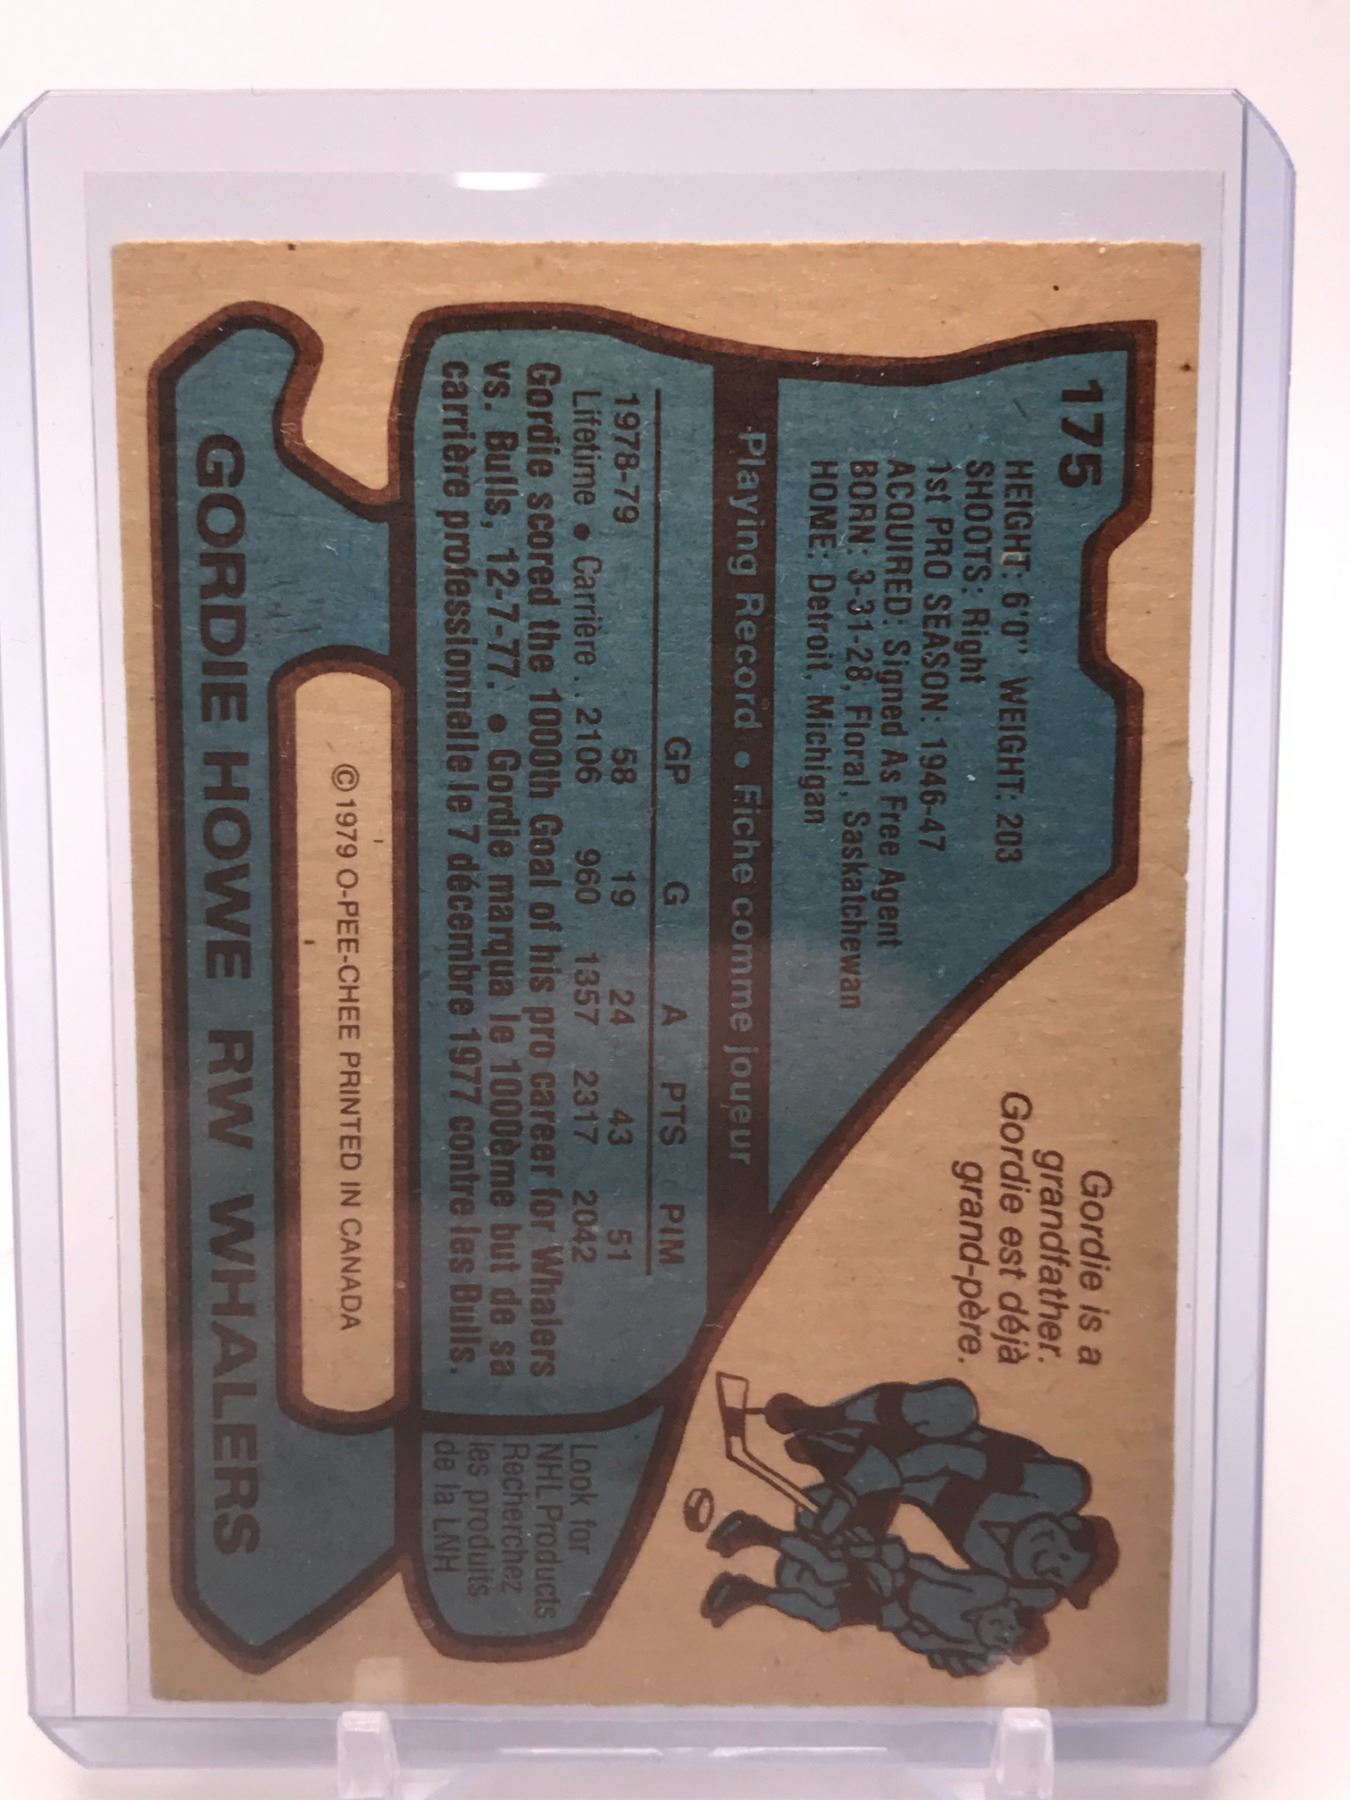 175
HEIGHT: 6'0" WEIGHT: 203
SHOOTS: Right
1st PRO SEASON: 1946-47
ACQUIRED: Signed As Free Agent
BORN: 3-31-28, Floral, Saskatchewan
HOME: Detroit, Michigan
Gordie is a
grandfather.
Gordie est déjà
grand-père.
Playing Record • Fiche comme joueur
GP G A PTS PIM
1978-79 58 19 24 43 51
Lifetime • Carrière .. 2106 960 1357 2317 2042
Gordie scored the 1000th Goal of his pro career for Whalers
vs. Bulls, 12-7-77. • Gordie marqua le 1000ème but de sa
carrière professionnelle le 7 décembre 1977 contre les Bulls.
Look for
NHL Products
Recherchez
les produits
de la LNH
©1979 O-PEE-CHEE PRINTED IN CANADA
GORDIE HOWE RW WHALERS